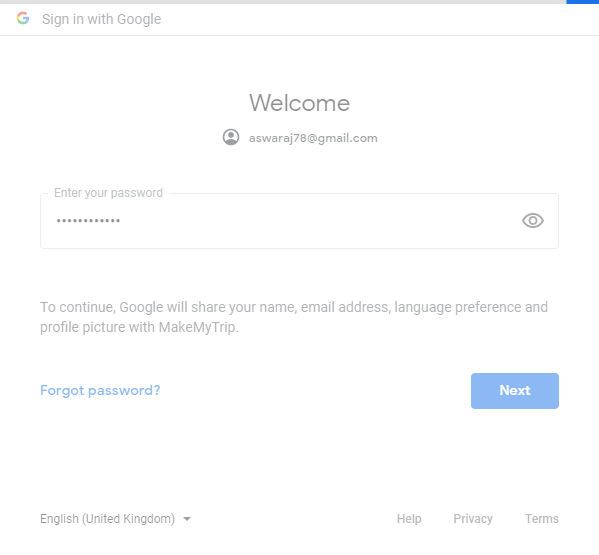 Sign in with Google
Welcome
aswaraj78@gmail.com
Enter your password
••••••••••••
To continue, Google will share your name, email address, language preference and
profile picture with MakeMyTrip.
Forgot password?
Next
English (United Kingdom)
Help Privacy Terms